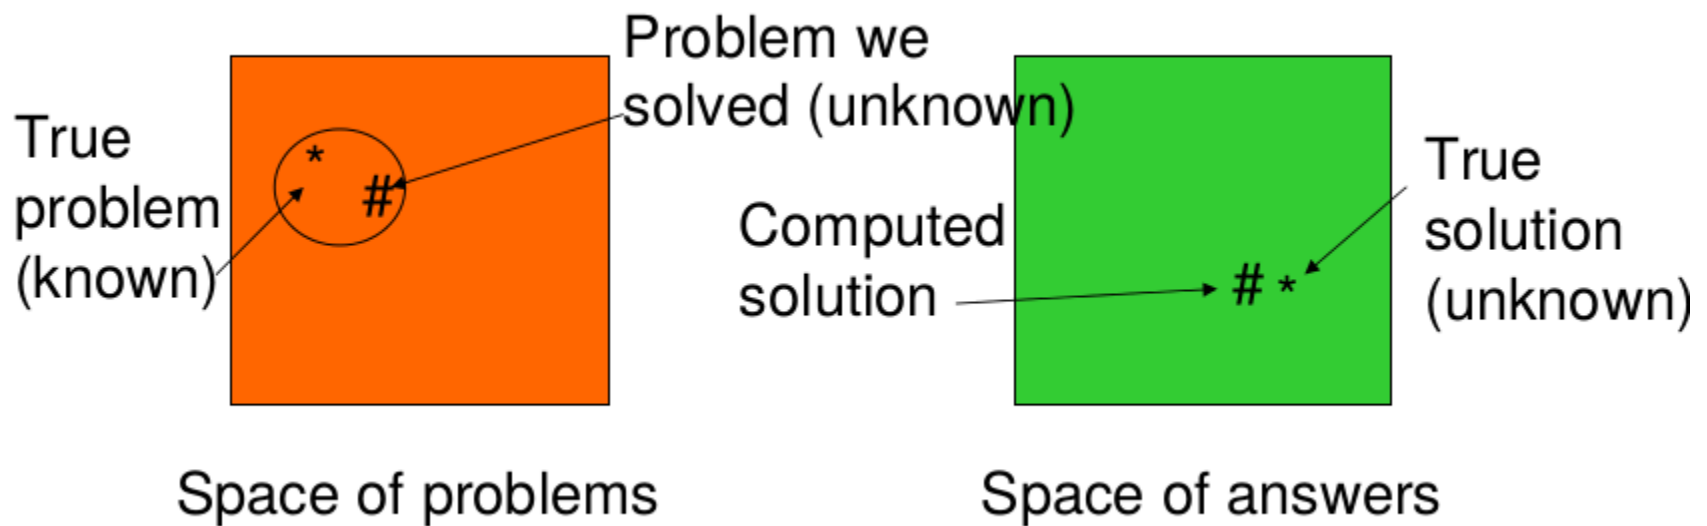 True
problem
(known)
*
#
Problem we
solved (unknown)
Computed
solution
# *
True
solution
(unknown)
Space of problems
Space of answers